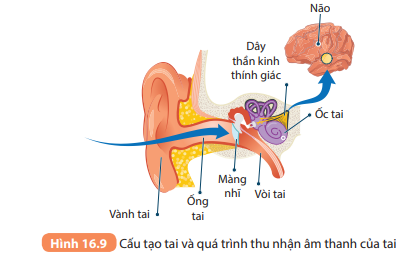 Não
Dây
thần kinh
thính giác
Ốc tai
Màng
nhĩ
Vòi tai
Ống
tai
Vành tai
Hình 16.9 Cấu tạo tai và quá trình thu nhận âm thanh của tai